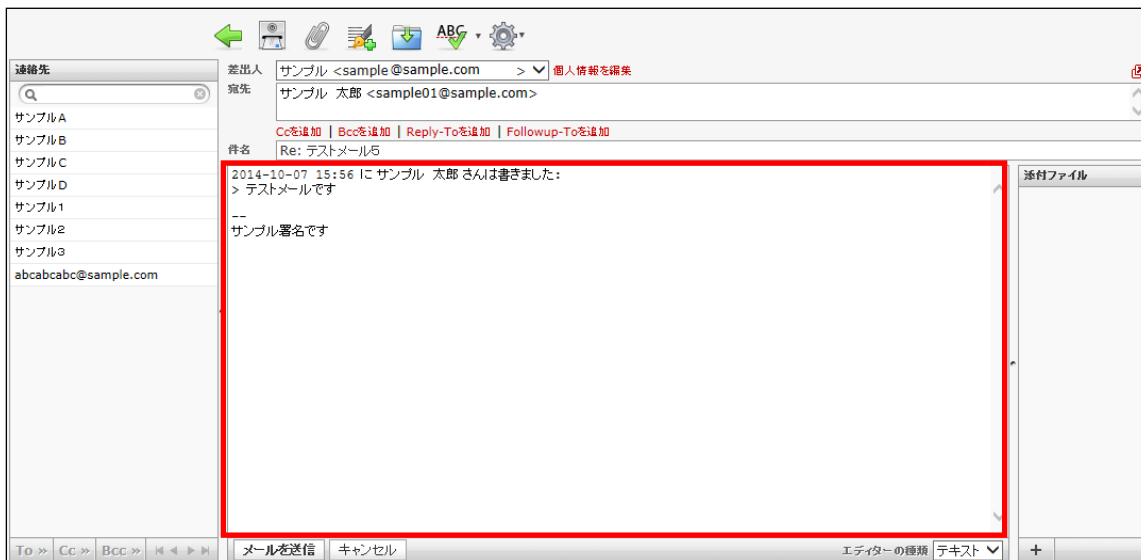 ABC
連絡先
差出人 サンプル <sample@sample.com > 個人情報を編集
宛先 サンプル 太郎 <sample01@sample.com>
サンプルA
Ccを追加 | Bccを追加 | Reply-Toを追加 | Followup-Toを追加
サンプルB
件名 Re: テストメール5
サンプルC
2014-10-07 15:56 に サンプル 太郎 さんは書きました:
> テストメールです
添付ファイル
サンプルD
サンプル1
--
サンプル2
サンプル署名です
サンプル3
abcabcabc@sample.com
To » Cc » Bcc »
メールを送信 キャンセル
エディターの種類 テキスト
+